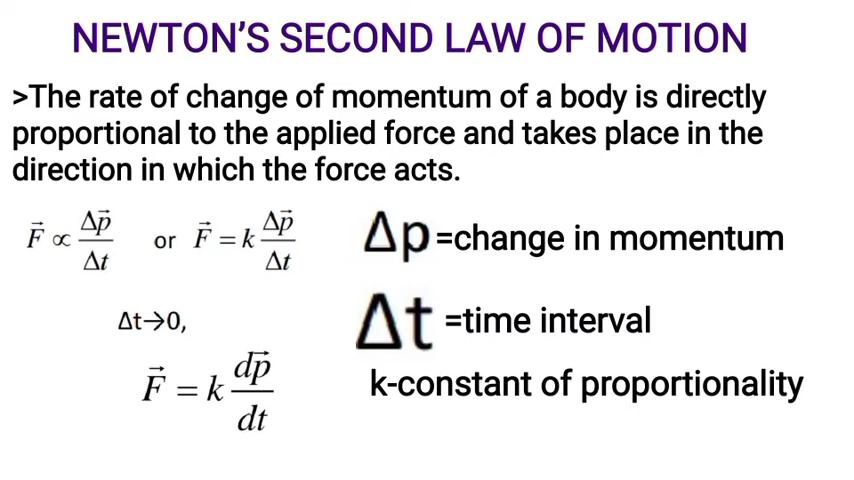 NEWTON'S SECOND LAW OF MOTION
>The rate of change of momentum of a body is directly
proportional to the applied force and takes place in the
direction in which the force acts.
F⃗ ∝ Δp⃗/Δt or F⃗ = k Δp⃗/Δt
Δp =change in momentum
Δt→0,
Δt =time interval
F⃗ = k dp⃗/dt
k-constant of proportionality